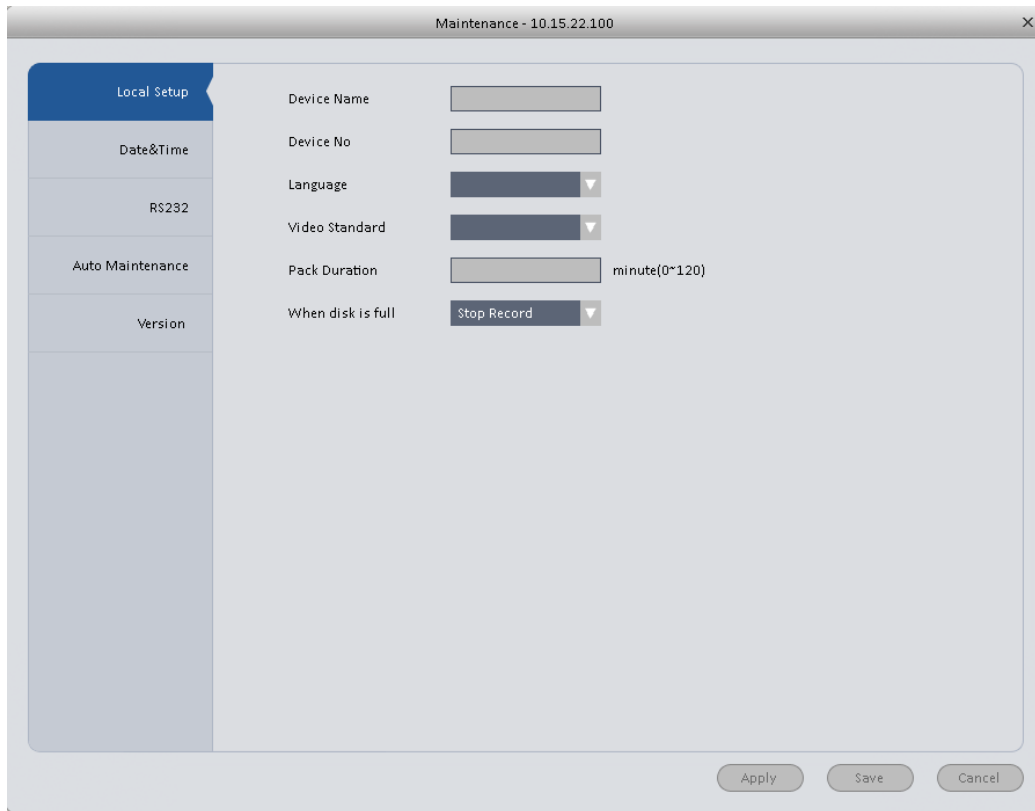 Maintenance - 10.15.22.100
Local Setup
Date&Time
RS232
Auto Maintenance
Version
Device Name
Device No
Language
Video Standard
Pack Duration minute(0~120)
When disk is full Stop Record
Apply Save Cancel